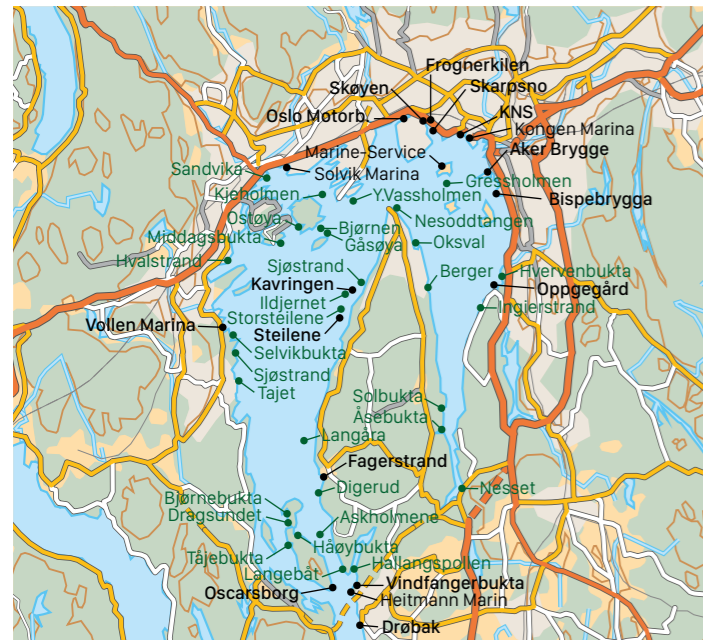 Frognerkilen
Skøyen
Skarpsno
Oslo Motorb.
KNS
Kongen Marina
Marine-Service
Aker Brygge
Sandvika
Solvik Marina
Gressholmen
Kjeholmen
Y.Vassholmen
Bispebrygga
Ostøya
Bjørnen
Nesoddtangen
Middagsbukta
Gåsøya
Oksval
Hvalstrand
Sjøstrand
Berger
Hvervenbukta
Kavringen
Oppgegård
Ildjernet
Storsteilene
Ingierstrand
Vollen Marina
Steilene
Selvikbukta
Sjøstrand
Tajet
Solbukta
Åsebukta
Langåra
Fagerstrand
Digerud
Nesset
Bjørnebukta
Dragsundet
Askholmene
Tåjebukta
Håøybukta
Langebåt
Hallangspollen
Oscarsborg
Vindfangerbukta
Heitmann Marin
Drøbak